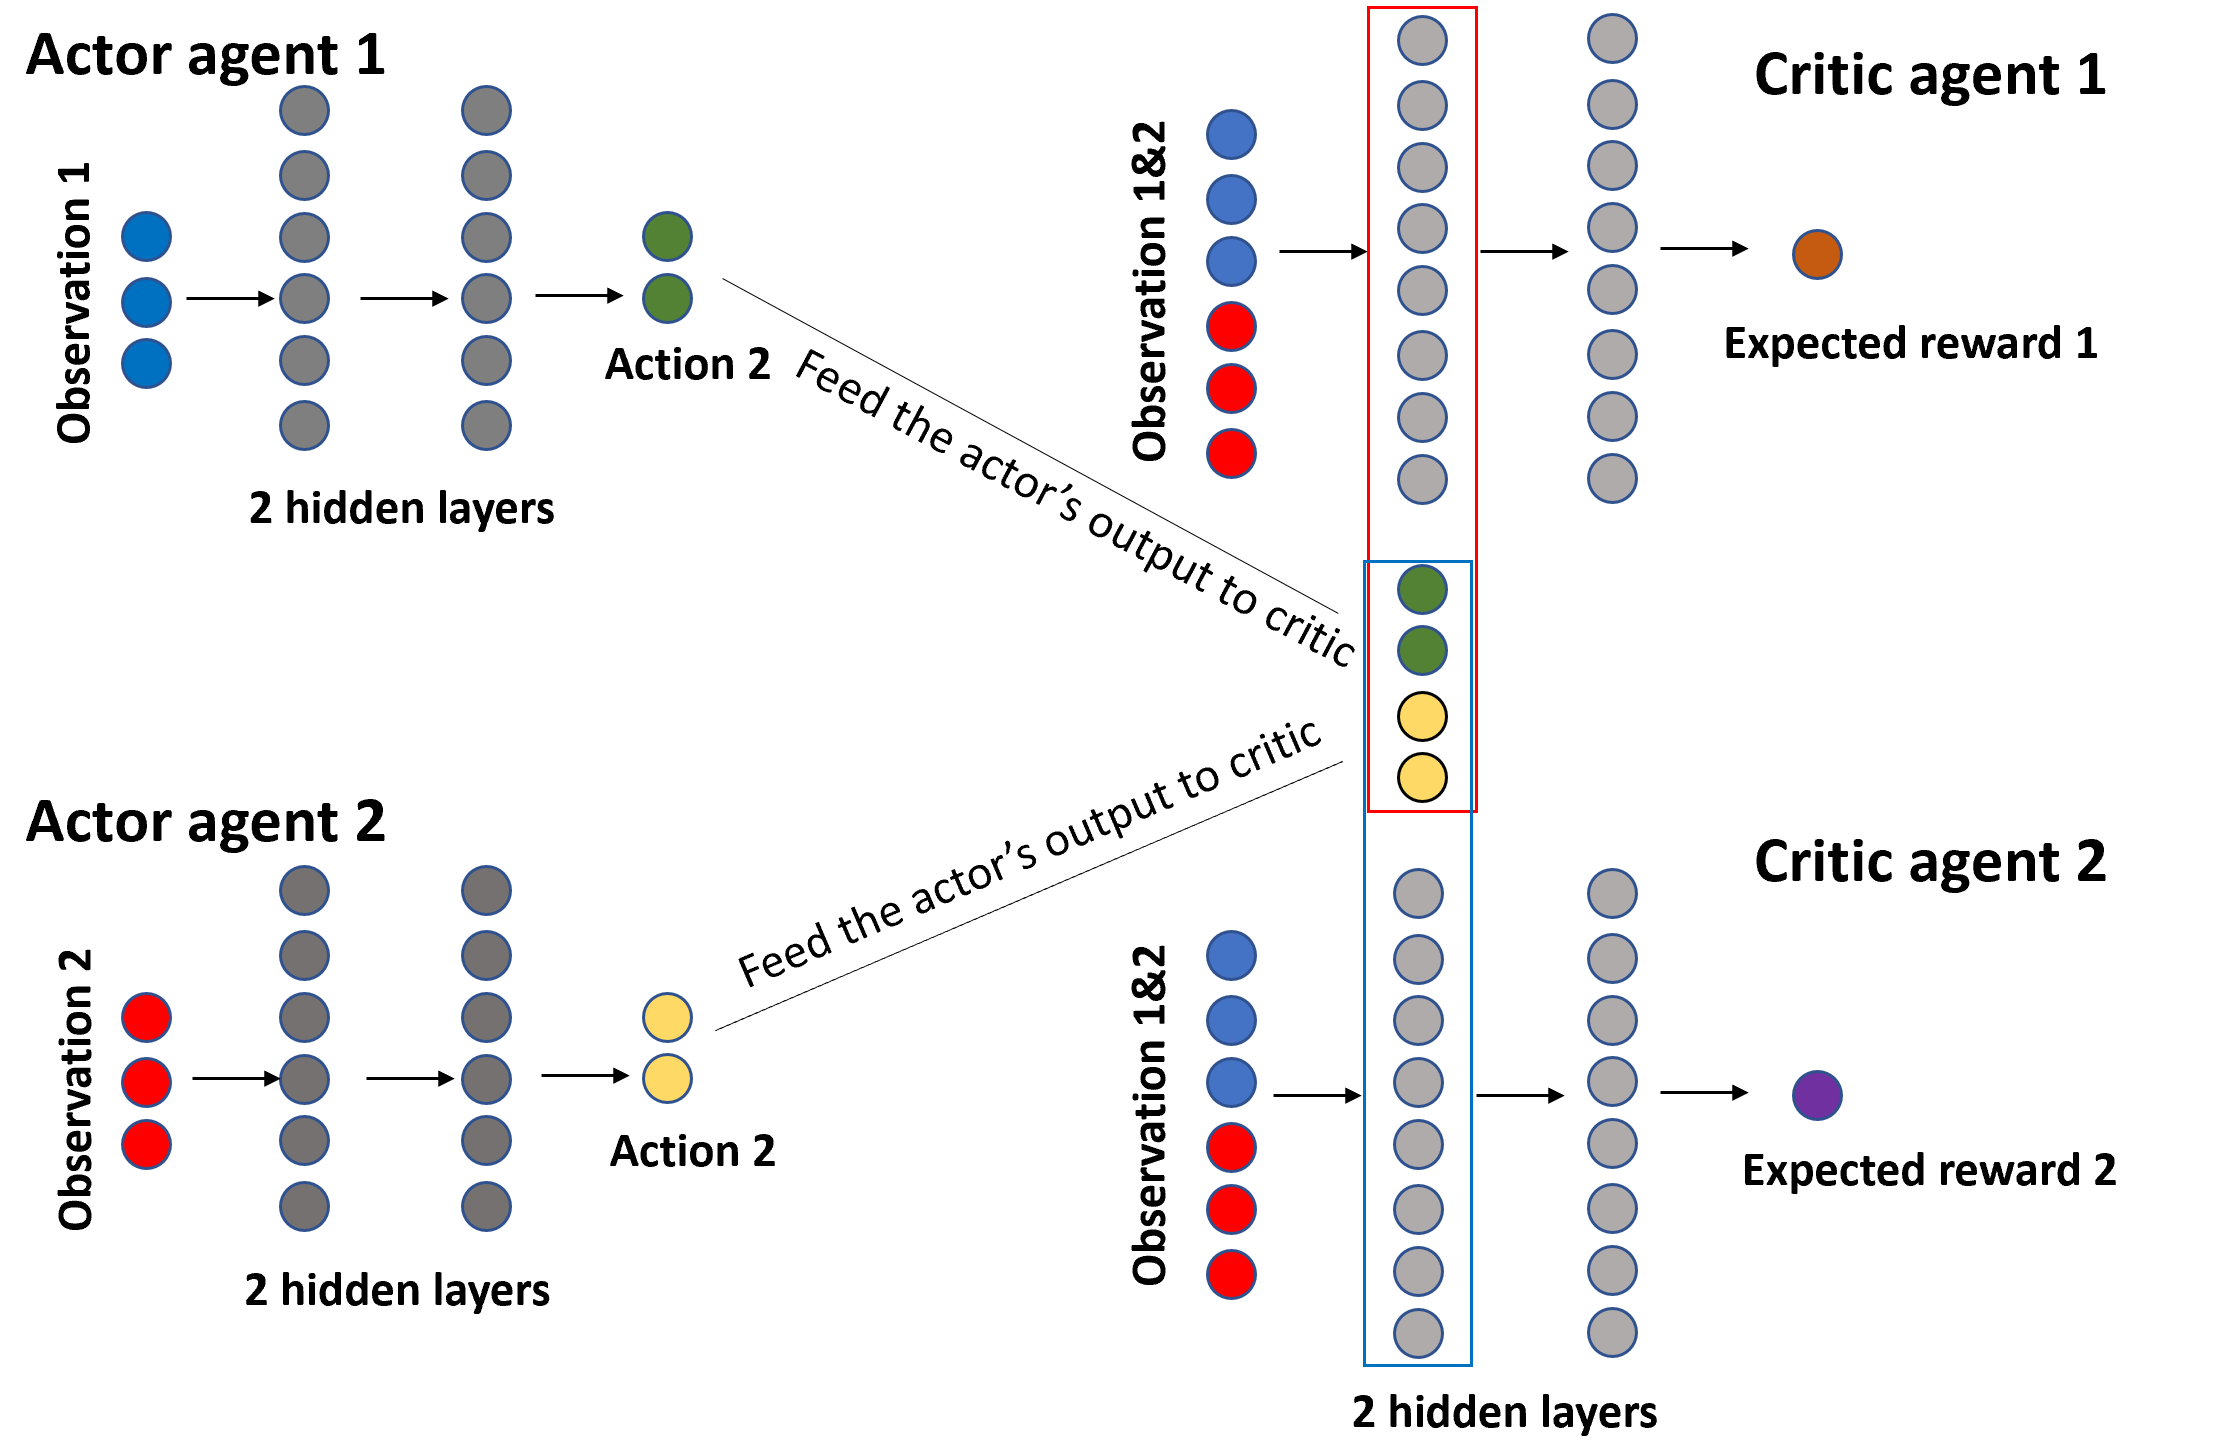 Actor agent 1
Observation 1
Action 2
2 hidden layers
Feed the actor’s output to critic
Observation 1&2
Critic agent 1
Expected reward 1
Actor agent 2
Observation 2
Action 2
2 hidden layers
Feed the actor’s output to critic
Observation 1&2
Critic agent 2
Expected reward 2
2 hidden layers